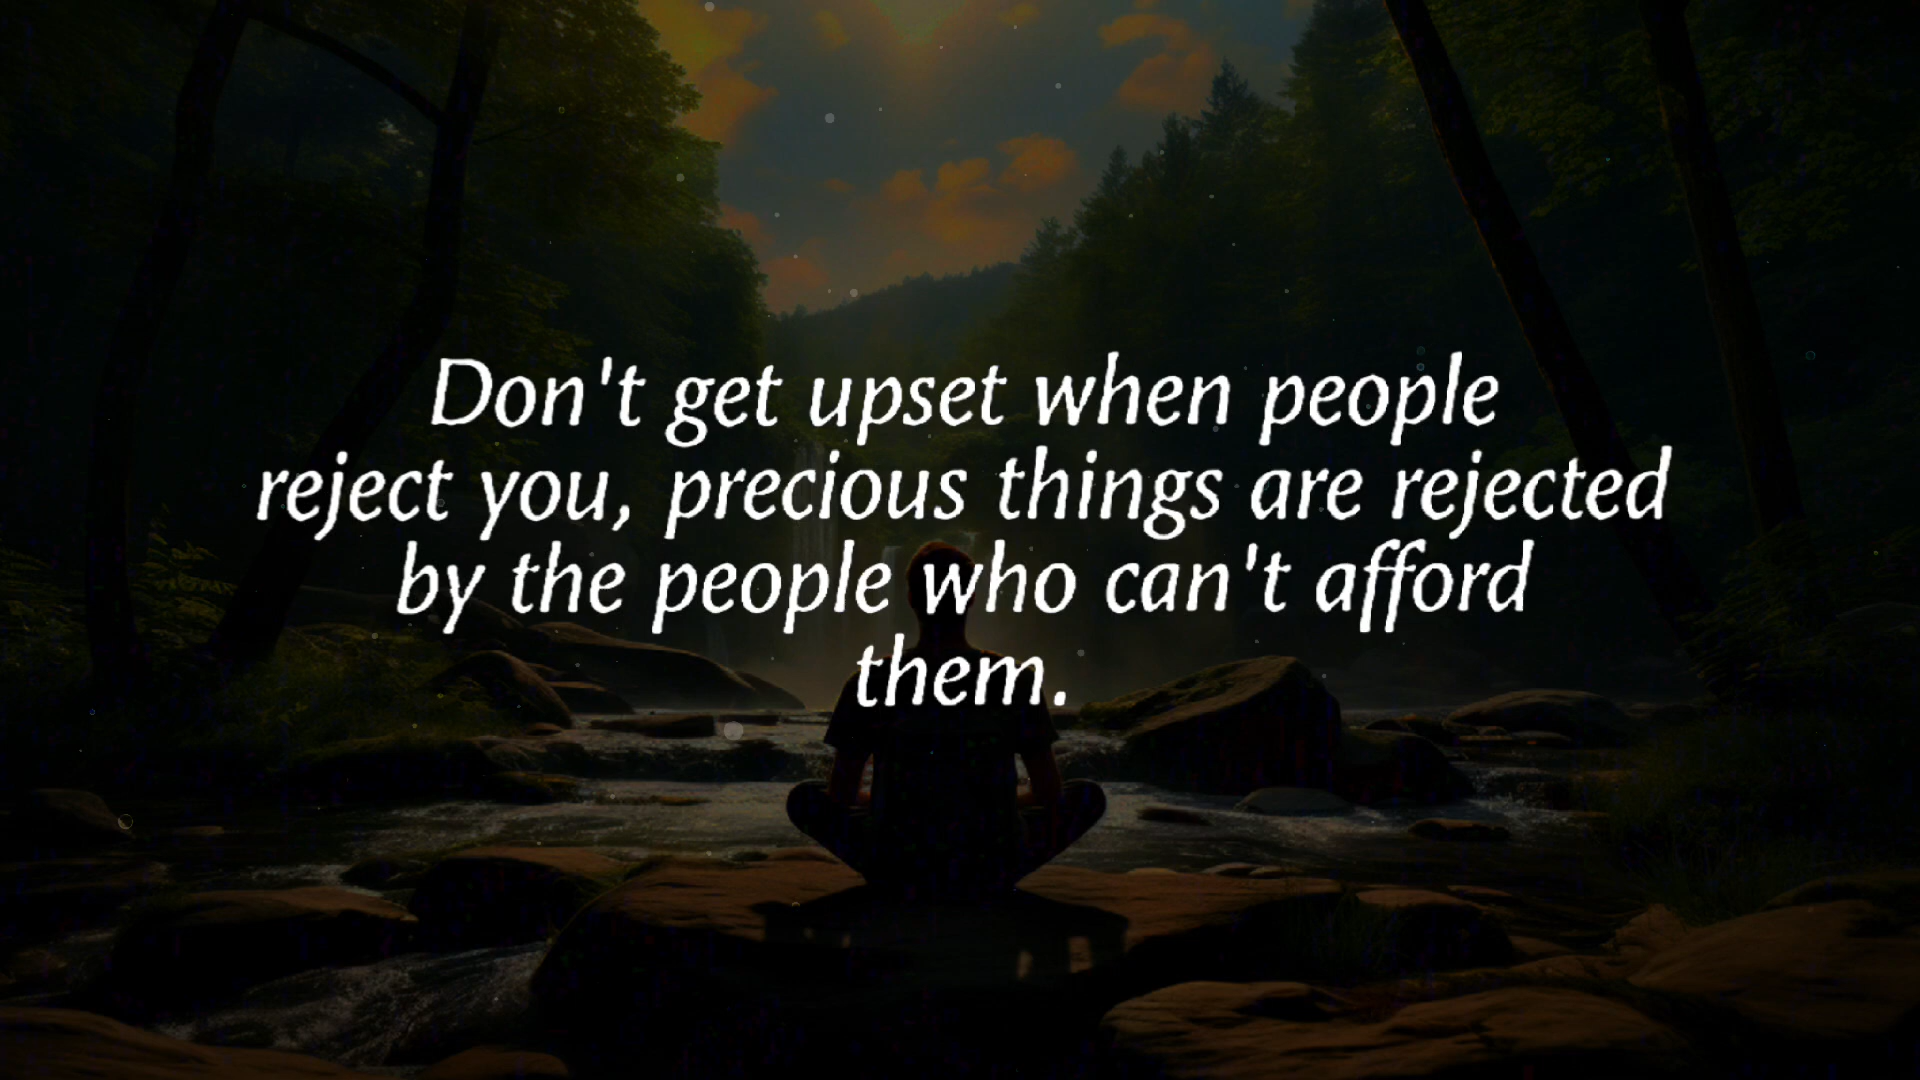 Don't get upset when people
reject you, precious things are rejected
by the people who can't afford
them.